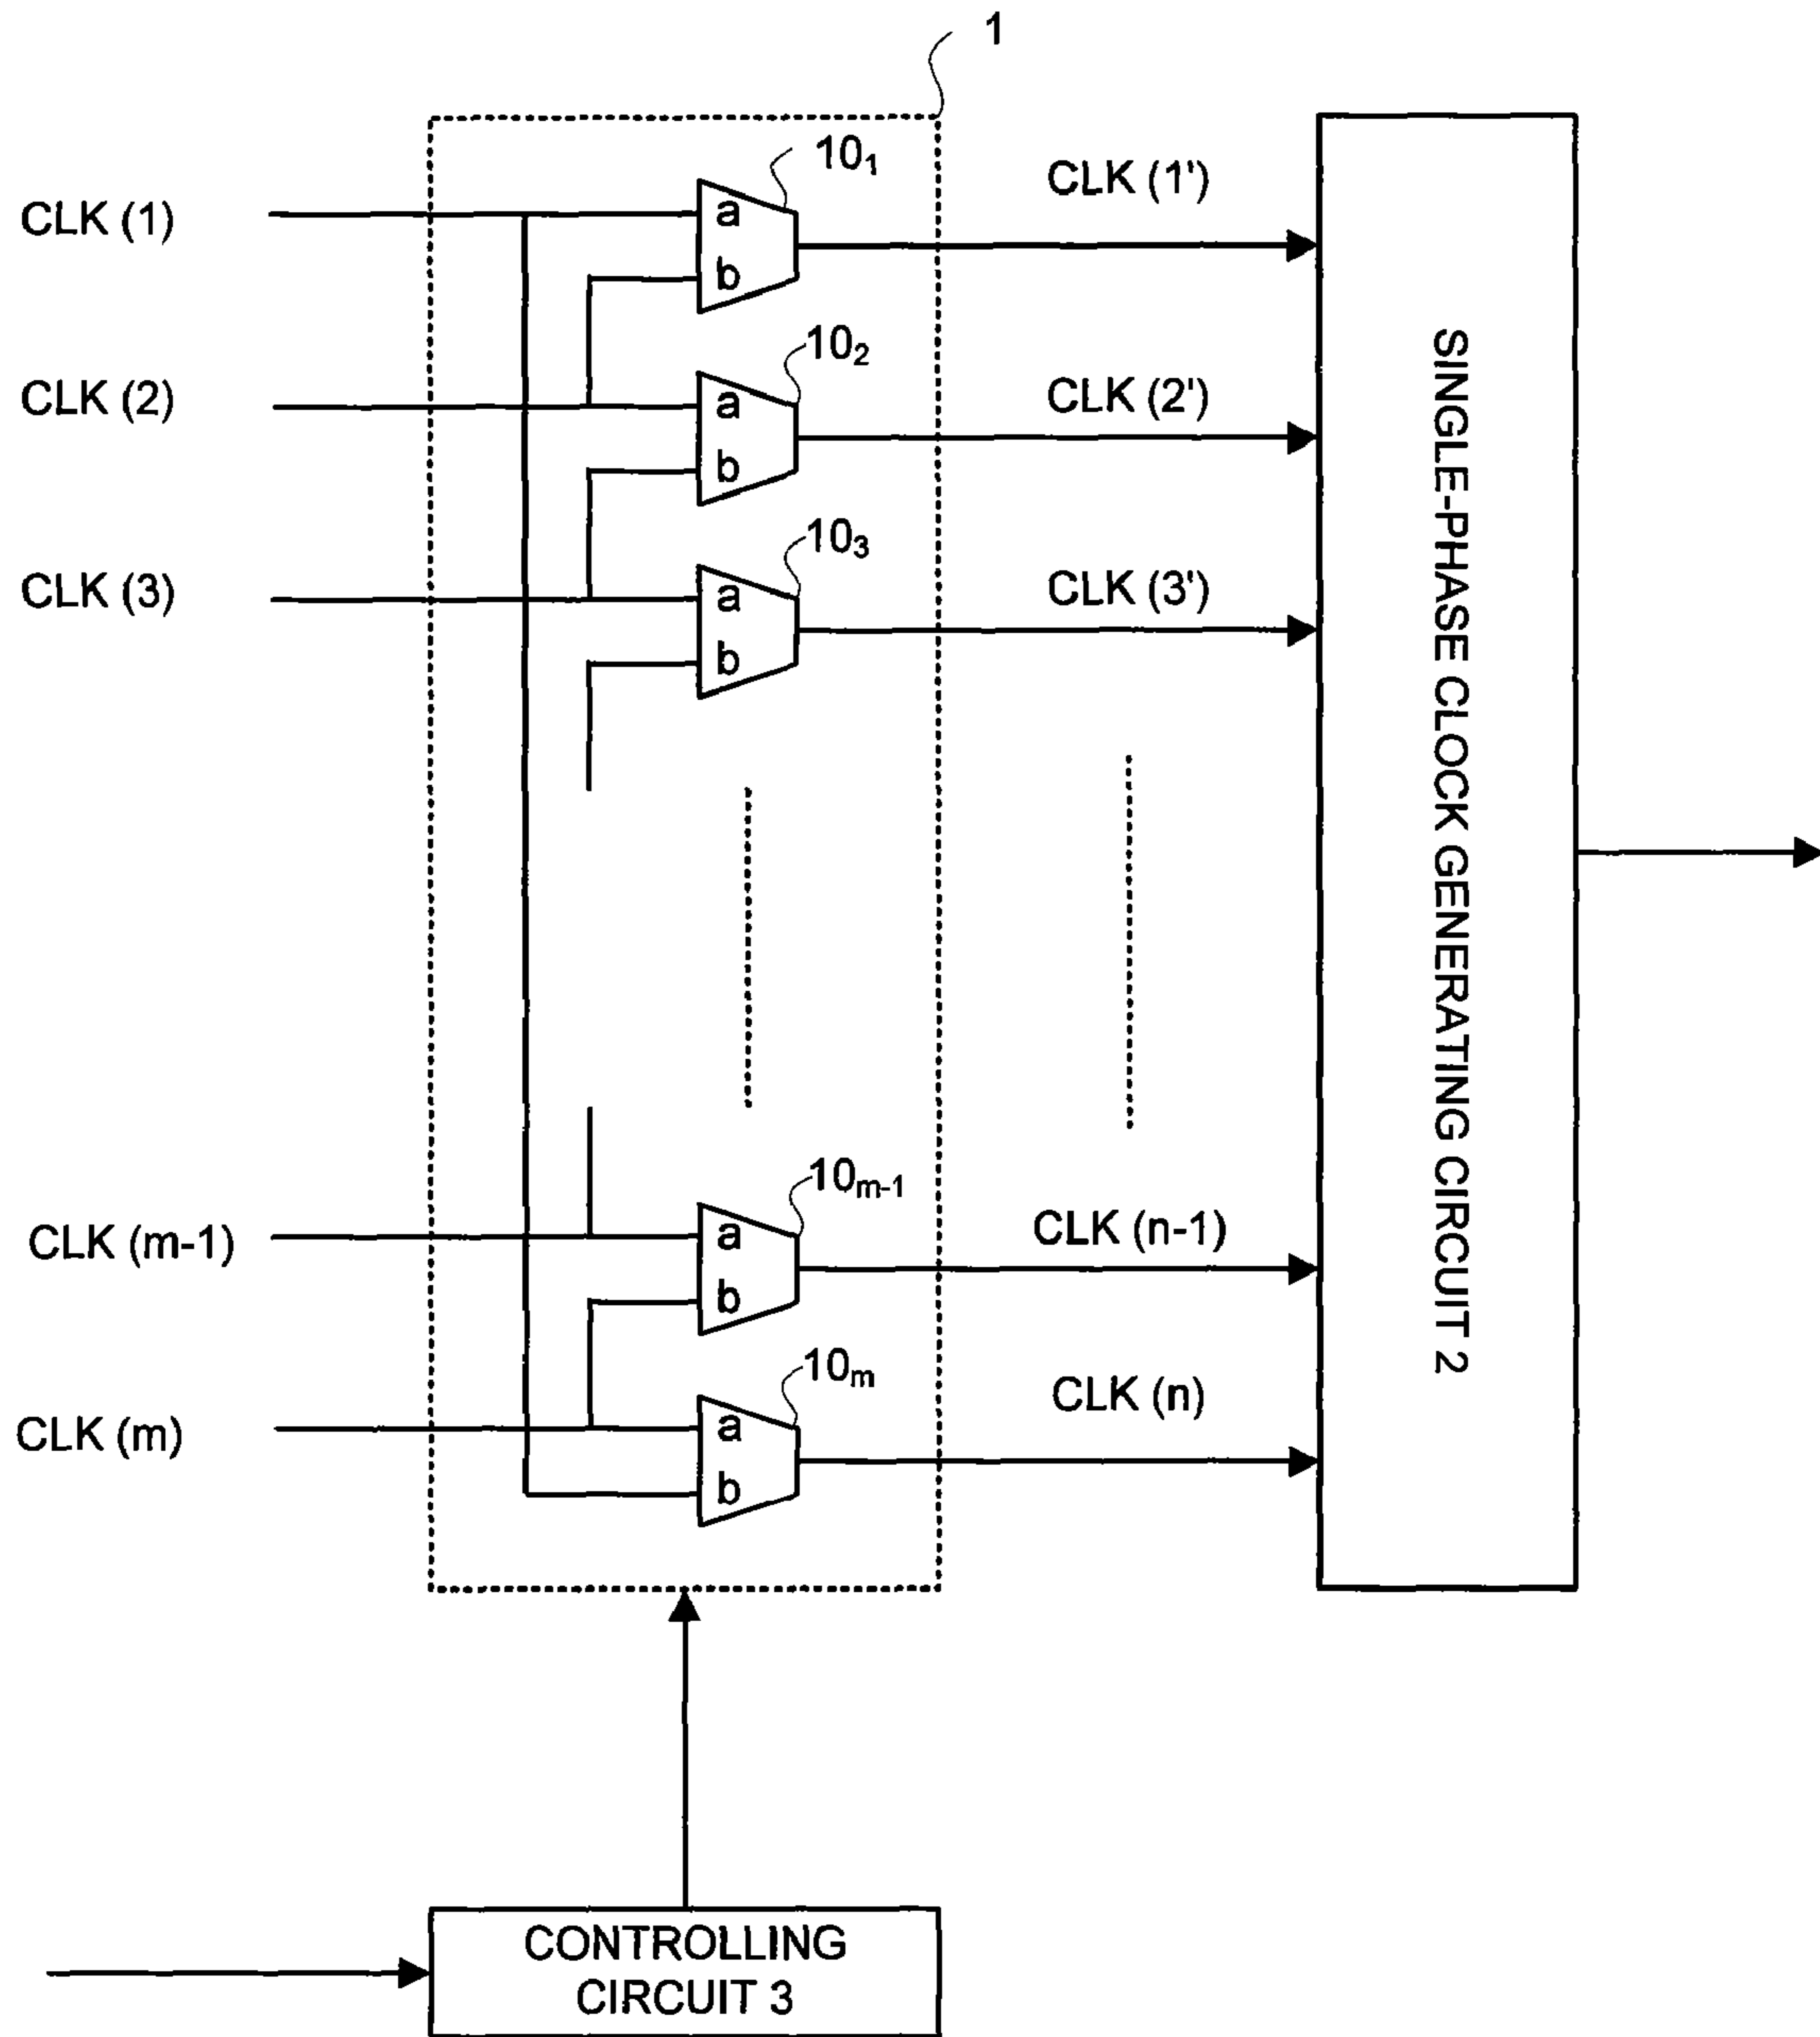 1
10₁
CLK (1)
a
b
CLK (1')
10₂
CLK (2)
a
b
CLK (2')
10₃
CLK (3)
a
b
CLK (3')
SINGLE-PHASE CLOCK GENERATING CIRCUIT 2
10ₘ₋₁
CLK (m-1)
a
b
CLK (n-1)
10ₘ
CLK (m)
a
b
CLK (n)
CONTROLLING
CIRCUIT 3